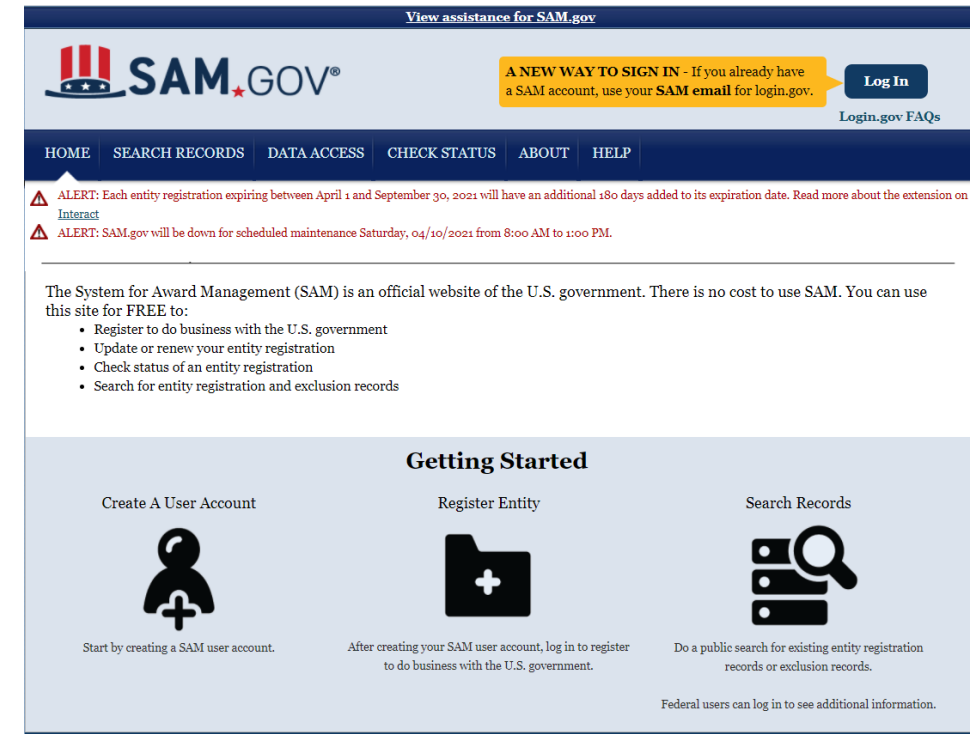 View assistance for SAM.gov
SAM.GOV®
A NEW WAY TO SIGN IN - If you already have
a SAM account, use your SAM email for login.gov.
Log In
Login.gov FAQs
HOME SEARCH RECORDS DATA ACCESS CHECK STATUS ABOUT HELP
ALERT: Each entity registration expiring between April 1 and September 30, 2021 will have an additional 180 days added to its expiration date. Read more about the extension on
Interact
ALERT: SAM.gov will be down for scheduled maintenance Saturday, 04/10/2021 from 8:00 AM to 1:00 PM.
The System for Award Management (SAM) is an official website of the U.S. government. There is no cost to use SAM. You can use
this site for FREE to:
• Register to do business with the U.S. government
• Update or renew your entity registration
• Check status of an entity registration
• Search for entity registration and exclusion records
Getting Started
Create A User Account
Start by creating a SAM user account.
Register Entity
After creating your SAM user account, log in to register
to do business with the U.S. government.
Search Records
Do a public search for existing entity registration
records or exclusion records.
Federal users can log in to see additional information.